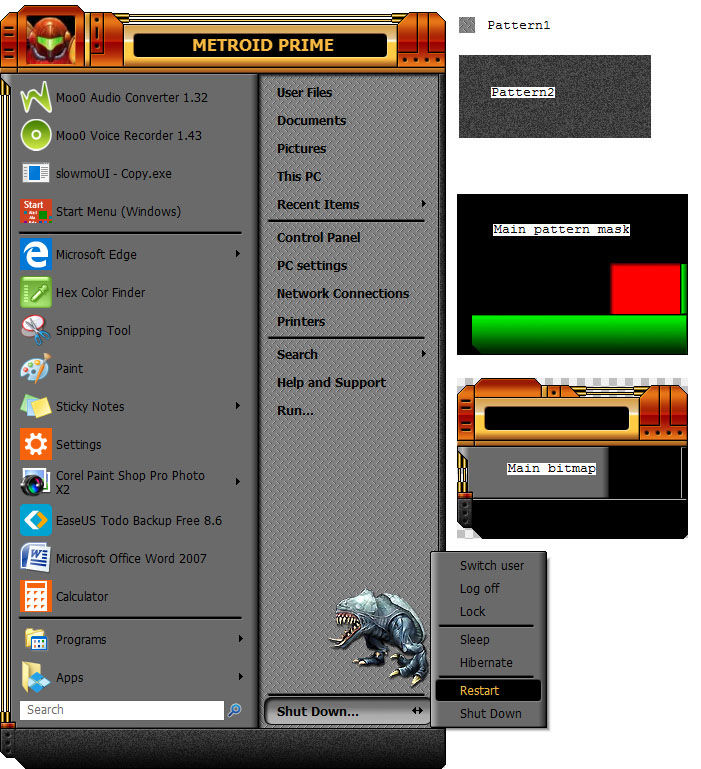 METROID PRIME
Moo0 Audio Converter 1.32
Moo0 Voice Recorder 1.43
slowmoUI - Copy.exe
Start
Start Menu (Windows)
Microsoft Edge
Hex Color Finder
Snipping Tool
Paint
Sticky Notes
Settings
Corel Paint Shop Pro Photo
X2
EaseUS Todo Backup Free 8.6
Microsoft Office Word 2007
Calculator
Programs
Apps
Search
User Files
Documents
Pictures
This PC
Recent Items
Control Panel
PC settings
Network Connections
Printers
Search
Help and Support
Run...
Shut Down...
Switch user
Log off
Lock
Sleep
Hibernate
Restart
Shut Down
Pattern1
Pattern2
Main pattern mask
Main bitmap